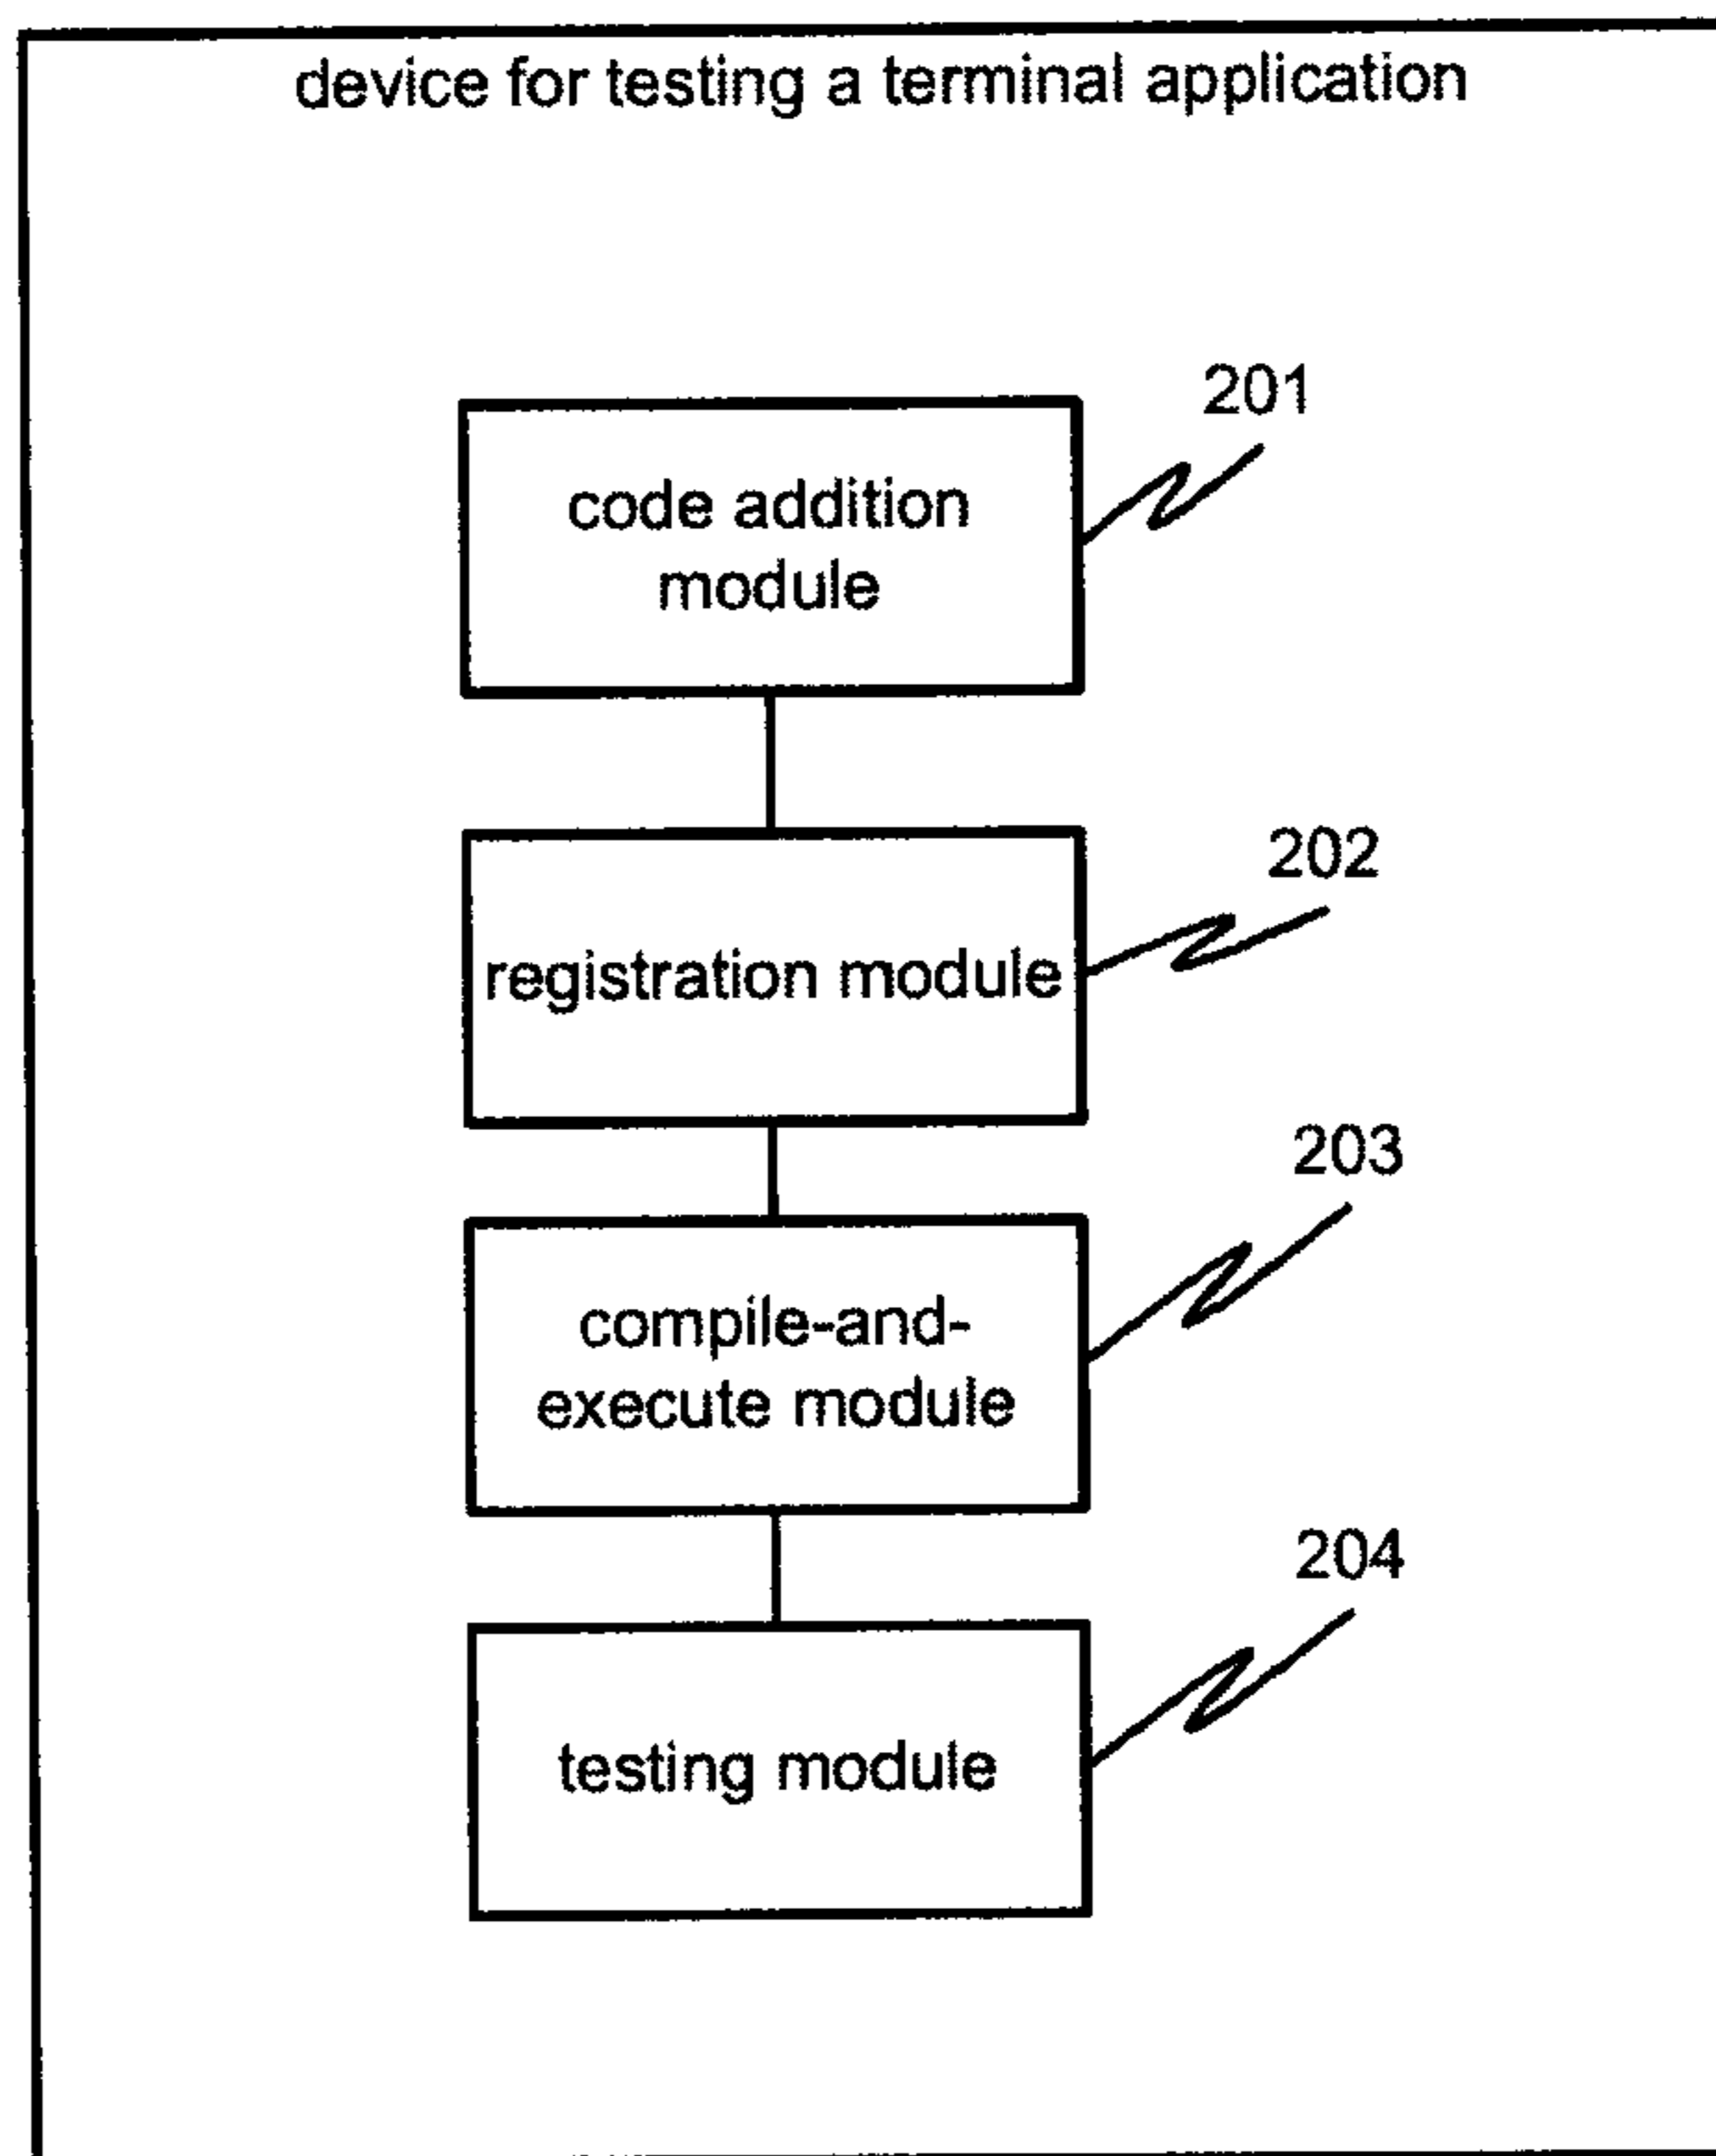 device for testing a terminal application
201
code addition
module
202
registration module
203
compile-and-
execute module
204
testing module